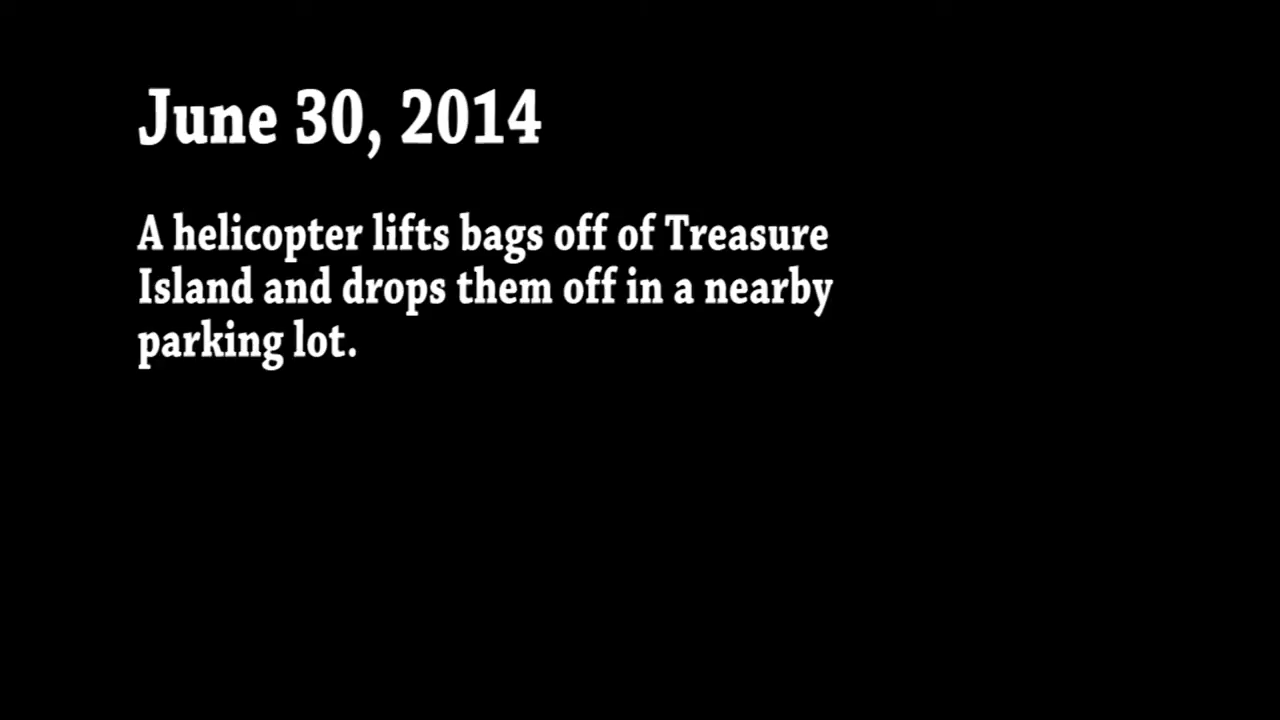 June 30, 2014
A helicopter lifts bags off of Treasure
Island and drops them off in a nearby
parking lot.